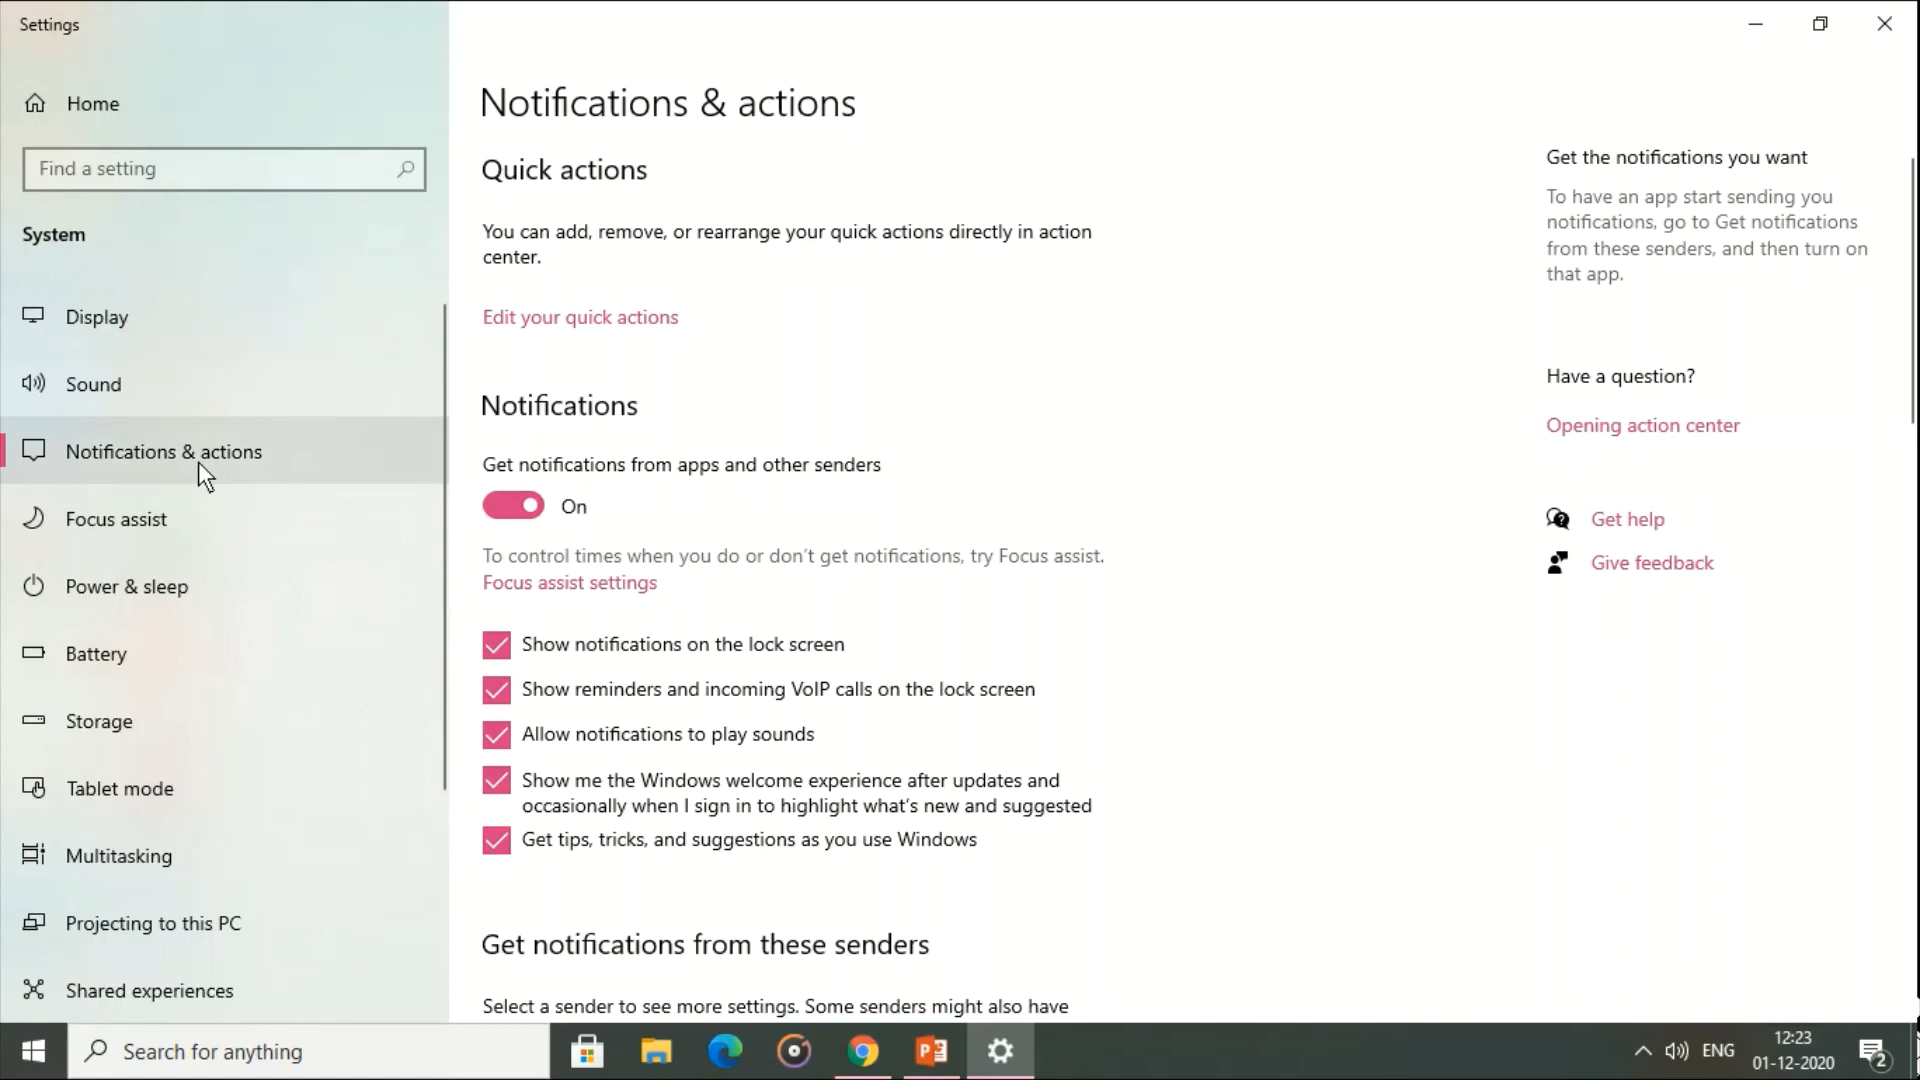 Settings
Home
Find a setting
System
Display
Sound
Notifications & actions
Focus assist
Power & sleep
Battery
Storage
Tablet mode
Multitasking
Projecting to this PC
Shared experiences
Notifications & actions
Quick actions
You can add, remove, or rearrange your quick actions directly in action
center.
Edit your quick actions
Notifications
Get notifications from apps and other senders
On
To control times when you do or don't get notifications, try Focus assist.
Focus assist settings
Show notifications on the lock screen
Show reminders and incoming VoIP calls on the lock screen
Allow notifications to play sounds
Show me the Windows welcome experience after updates and
occasionally when I sign in to highlight what's new and suggested
Get tips, tricks, and suggestions as you use Windows
Get notifications from these senders
Select a sender to see more settings. Some senders might also have
Get the notifications you want
To have an app start sending you
notifications, go to Get notifications
from these senders, and then turn on
that app.
Have a question?
Opening action center
Get help
Give feedback
Search for anything
ENG
12:23
01-12-2020
2